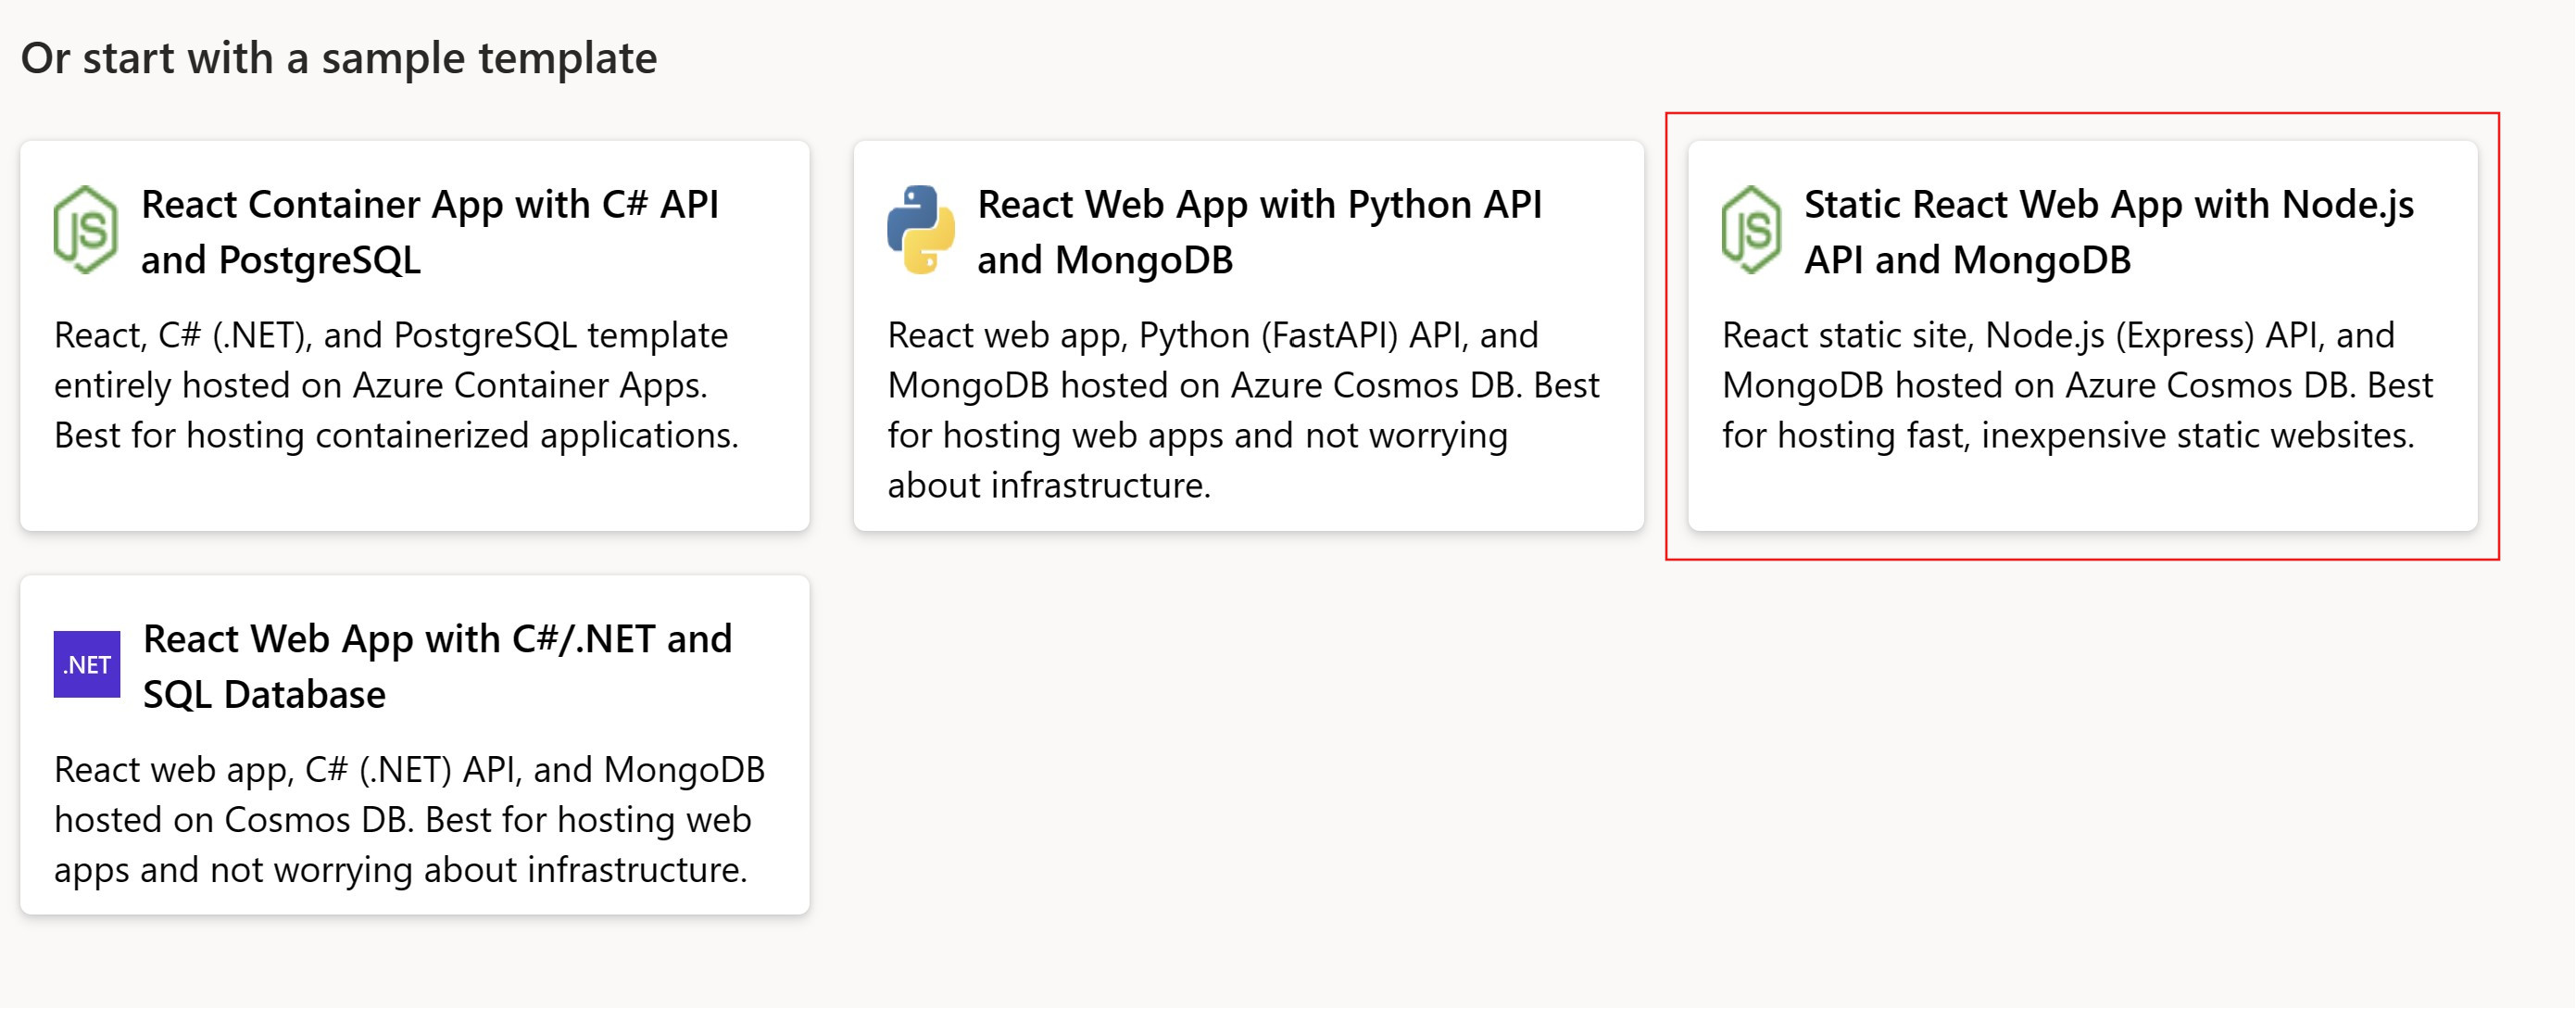 Or start with a sample template
JS
React Container App with C# API
and PostgreSQL
React, C# (.NET), and PostgreSQL template
entirely hosted on Azure Container Apps.
Best for hosting containerized applications.
React Web App with Python API
and MongoDB
React web app, Python (FastAPI) API, and
MongoDB hosted on Azure Cosmos DB. Best
for hosting web apps and not worrying
about infrastructure.
JS
Static React Web App with Node.js
API and MongoDB
React static site, Node.js (Express) API, and
MongoDB hosted on Azure Cosmos DB. Best
for hosting fast, inexpensive static websites.
.NET
React Web App with C#/.NET and
SQL Database
React web app, C# (.NET) API, and MongoDB
hosted on Cosmos DB. Best for hosting web
apps and not worrying about infrastructure.